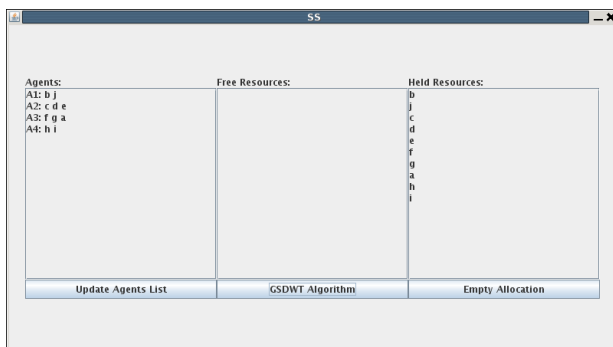 SS
Agents:
Free Resources:
Held Resources:
A1: b j
A2: c d e
A3: f g a
A4: h i
b
j
c
d
e
f
g
a
h
i
Update Agents List
GSDWT Algorithm
Empty Allocation